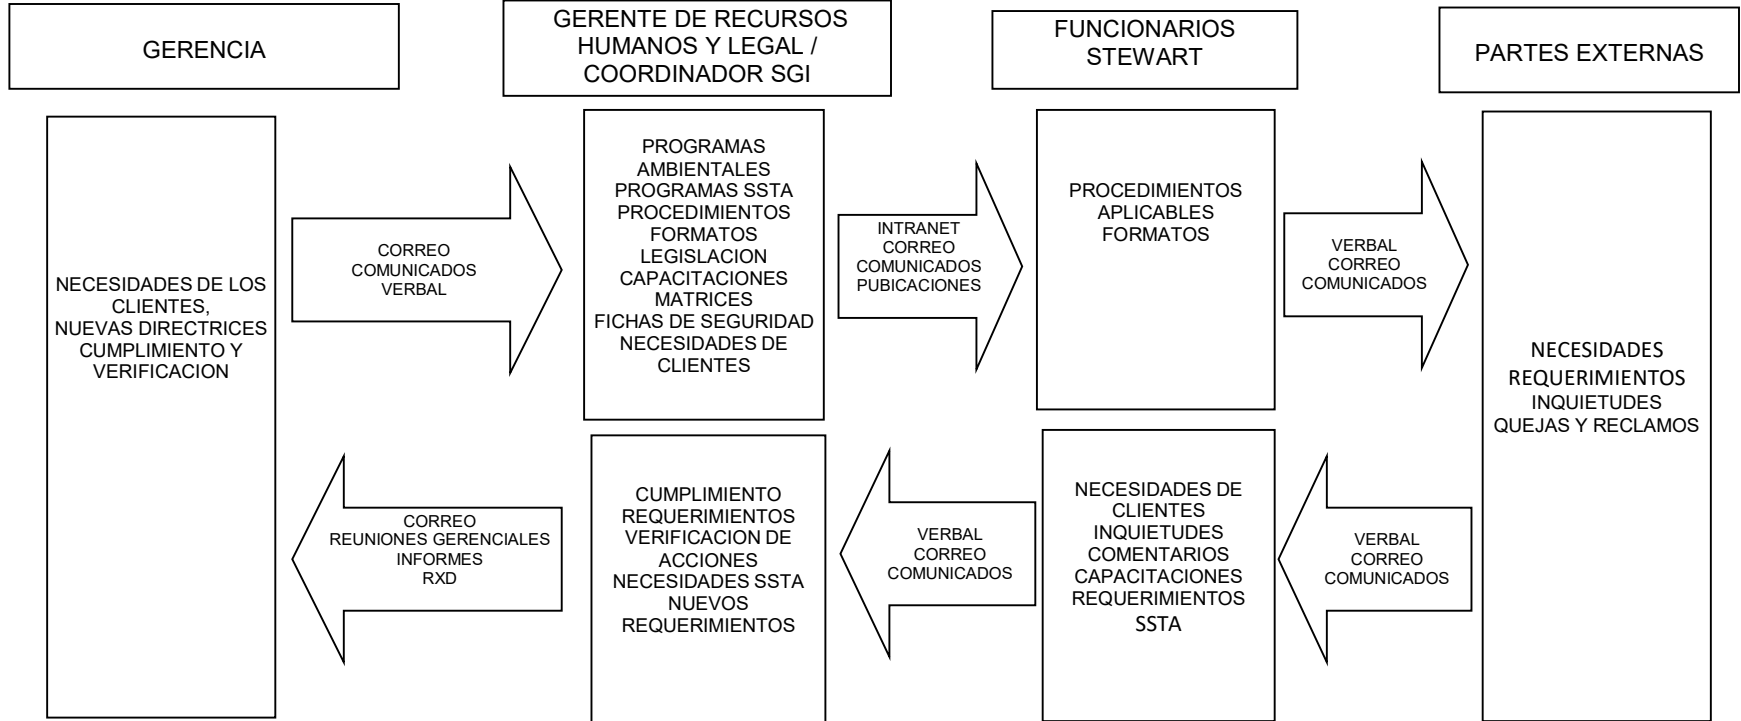 GERENCIA
GERENTE DE RECURSOS
HUMANOS Y LEGAL /
COORDINADOR SGI
FUNCIONARIOS
STEWART
PARTES EXTERNAS
NECESIDADES DE LOS
CLIENTES,
NUEVAS DIRECTRICES
CUMPLIMIENTO Y
VERIFICACION
CORREO
COMUNICADOS
VERBAL
PROGRAMAS
AMBIENTALES
PROGRAMAS SSTA
PROCEDIMIENTOS
FORMATOS
LEGISLACION
CAPACITACIONES
MATRICES
FICHAS DE SEGURIDAD
NECESIDADES DE
CLIENTES
INTRANET
CORREO
COMUNICADOS
PUBICACIONES
PROCEDIMIENTOS
APLICABLES
FORMATOS
VERBAL
CORREO
COMUNICADOS
NECESIDADES
REQUERIMIENTOS
INQUIETUDES
QUEJAS Y RECLAMOS
CORREO
REUNIONES GERENCIALES
INFORMES
RXD
CUMPLIMIENTO
REQUERIMIENTOS
VERIFICACION DE
ACCIONES
NECESIDADES SSTA
NUEVOS
REQUERIMIENTOS
VERBAL
CORREO
COMUNICADOS
NECESIDADES DE
CLIENTES
INQUIETUDES
COMENTARIOS
CAPACITACIONES
REQUERIMIENTOS
SSTA
VERBAL
CORREO
COMUNICADOS